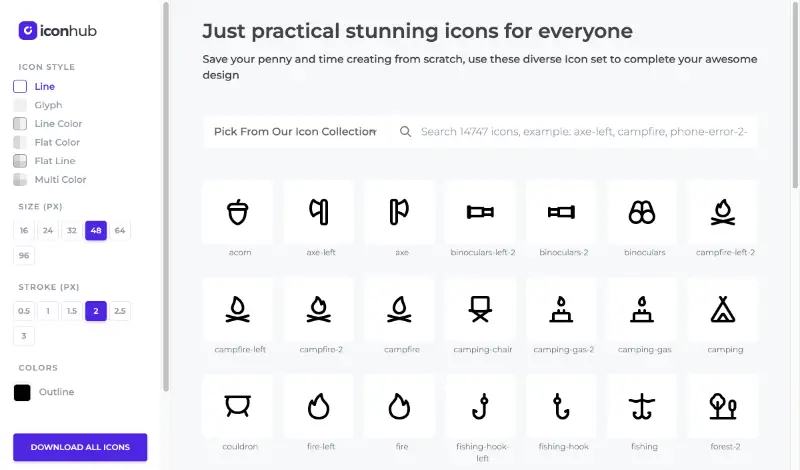 iconhub
ICON STYLE
Line
Glyph
Line Color
Flat Color
Flat Line
Multi Color
SIZE (PX)
16 24 32 48 64
96
STROKE (PX)
0.5 1 1.5 2 2.5
3
COLORS
Outline
DOWNLOAD ALL ICONS
Just practical stunning icons for everyone
Save your penny and time creating from scratch, use these diverse Icon set to complete your awesome
design
Pick From Our Icon Collection Search 14747 icons, example: axe-left, campfire, phone-error-2-
acorn axe-left axe binoculars-left-2 binoculars-2 binoculars campfire-left-2
campfire-left campfire-2 campfire camping-chair camping-gas-2 camping-gas camping
couldron fire-left fire fishing-hook- fishing-hook fishing forest-2
left